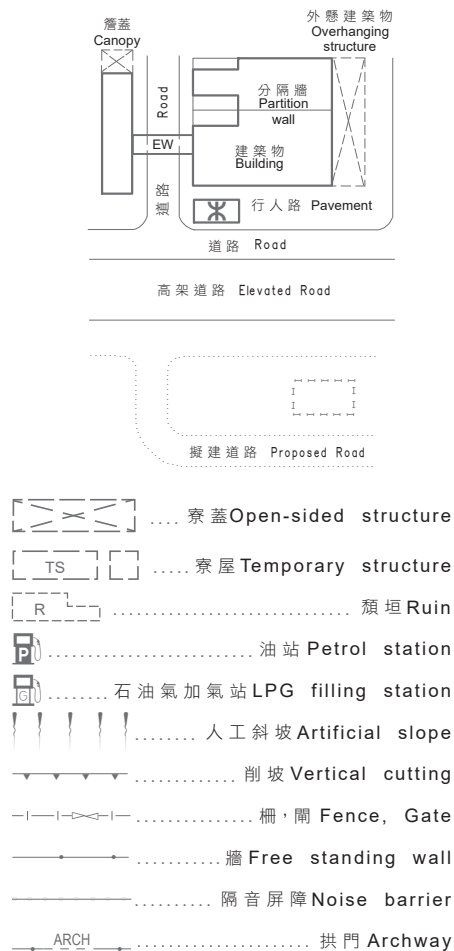 簷蓋
Canopy
外懸建築物
Overhanging
structure
Road
分隔牆
Partition
wall
EW
建築物
Building
道路
行人路 Pavement
道路 Road
高架道路 Elevated Road
擬建道路 Proposed Road
.... 寮蓋Open-sided structure
TS ..... 寮屋Temporary structure
R ............................. 頹垣Ruin
P ......................... 油站 Petrol station
G ........ 石油氣加氣站LPG filling station
......... 人工斜坡Artificial slope
............. 削坡Vertical cutting
............... 柵，閘 Fence, Gate
.......... 牆Free standing wall
.......... 隔音屏障Noise barrier
ARCH ...................... 拱門Archway